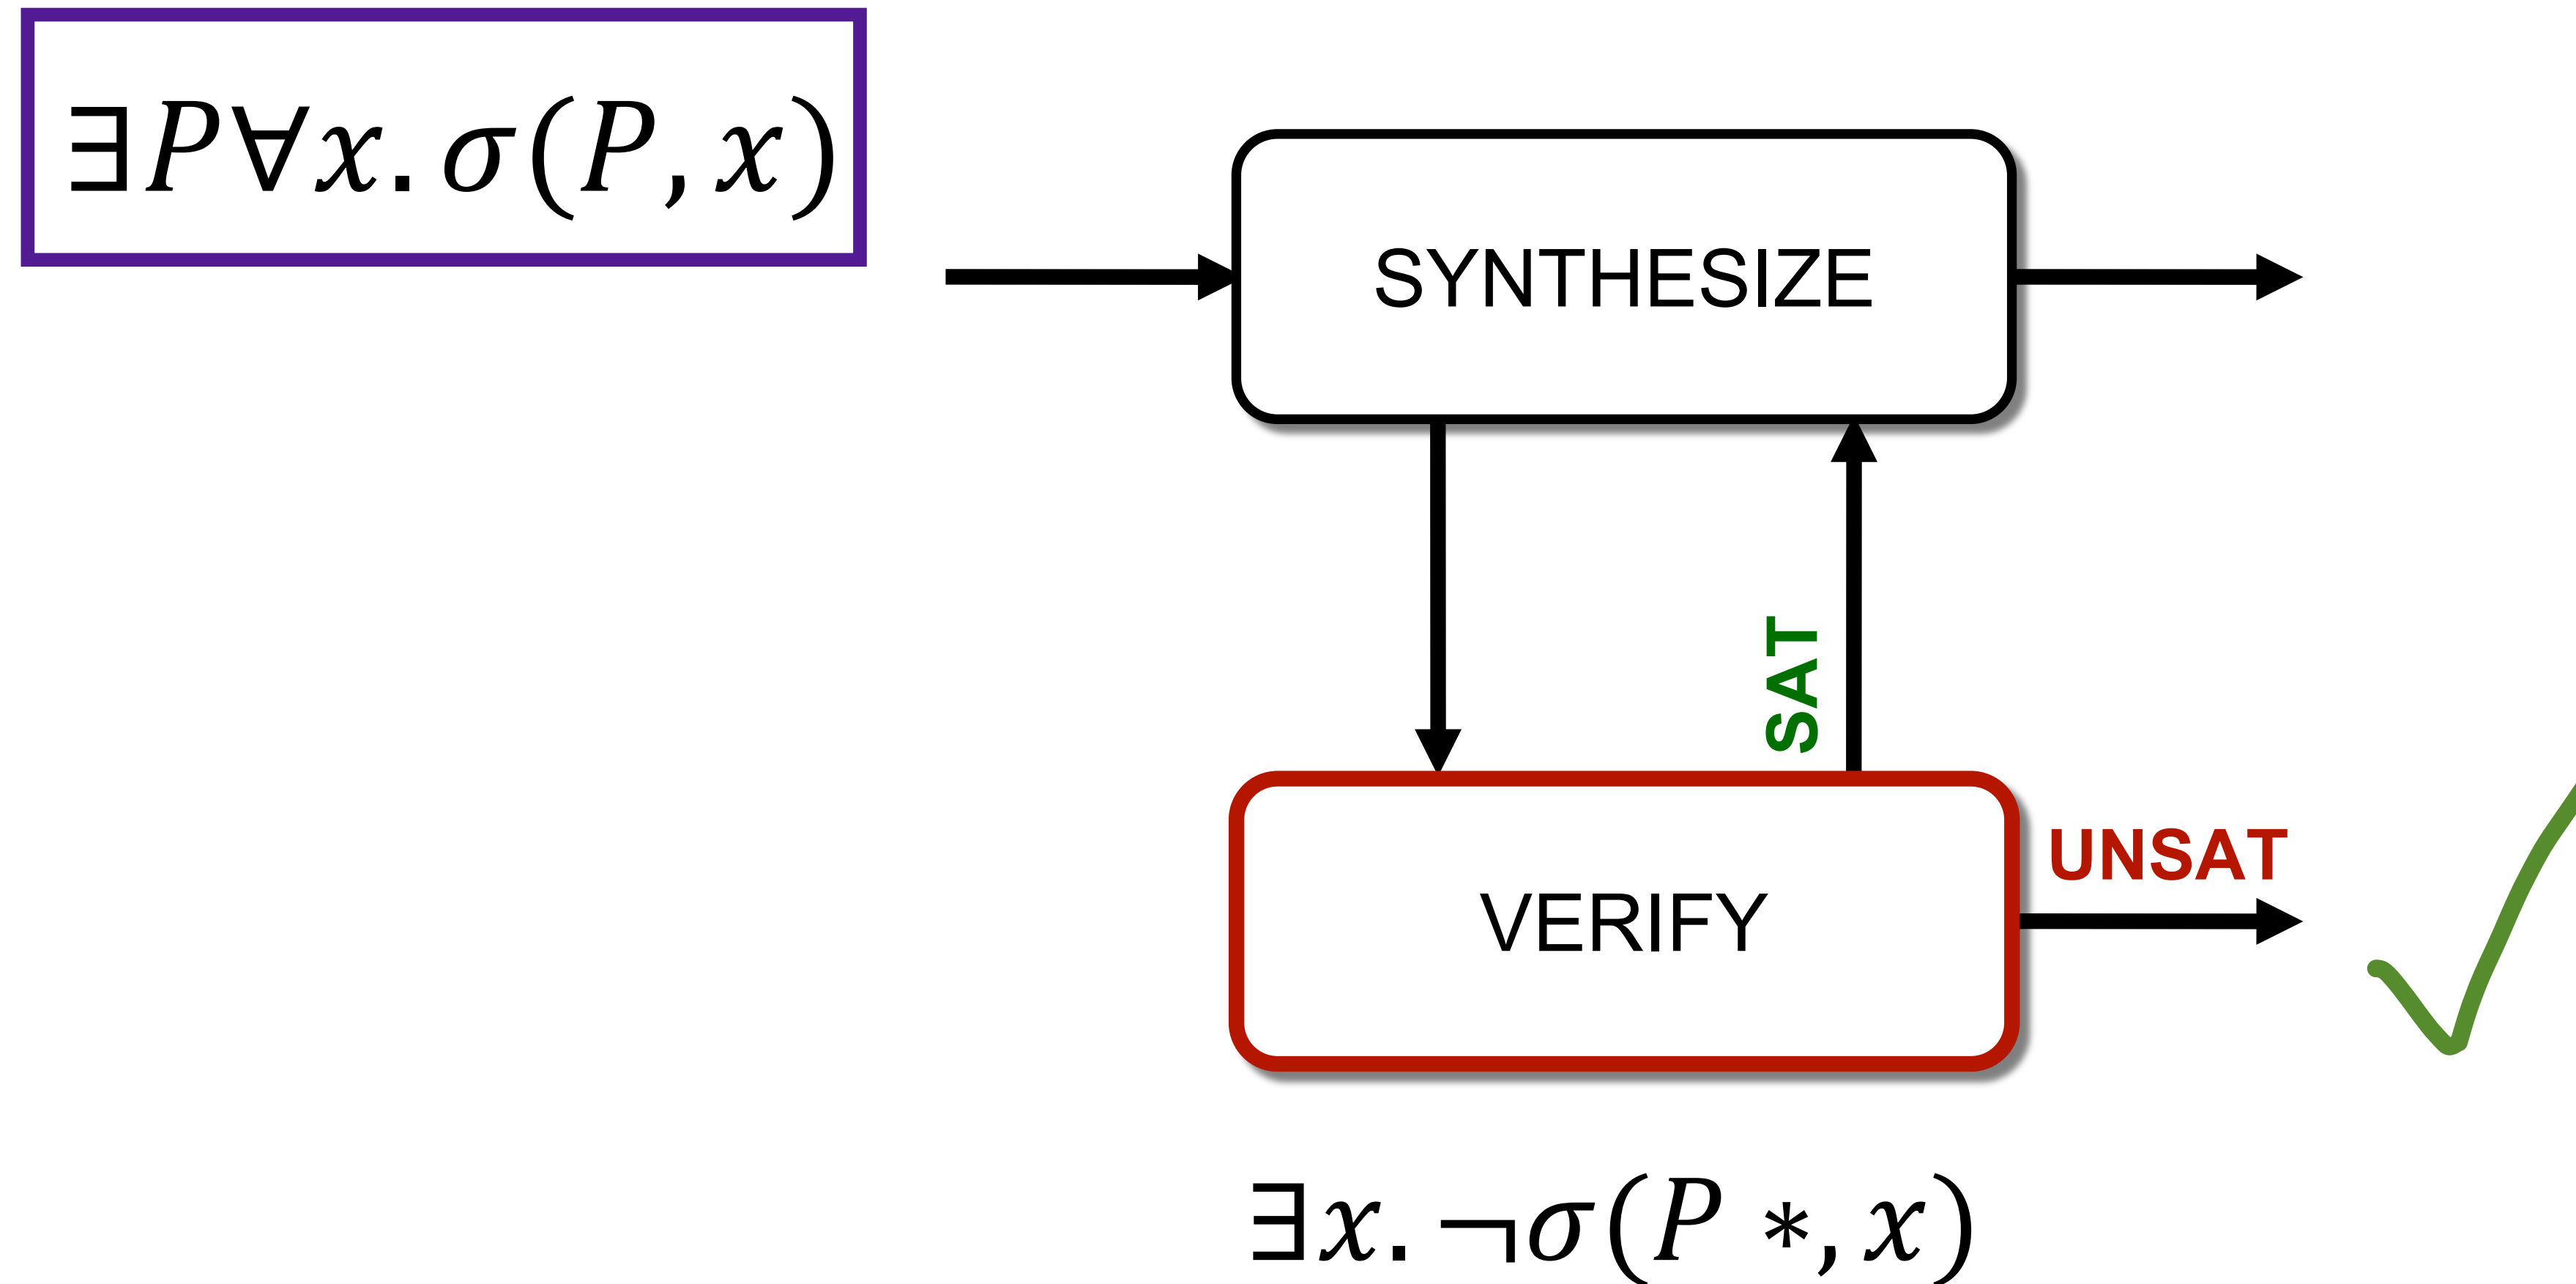 ∃P∀x. σ(P, x)
SYNTHESIZE
SAT
UNSAT
VERIFY
∃x. ¬σ(P *, x)